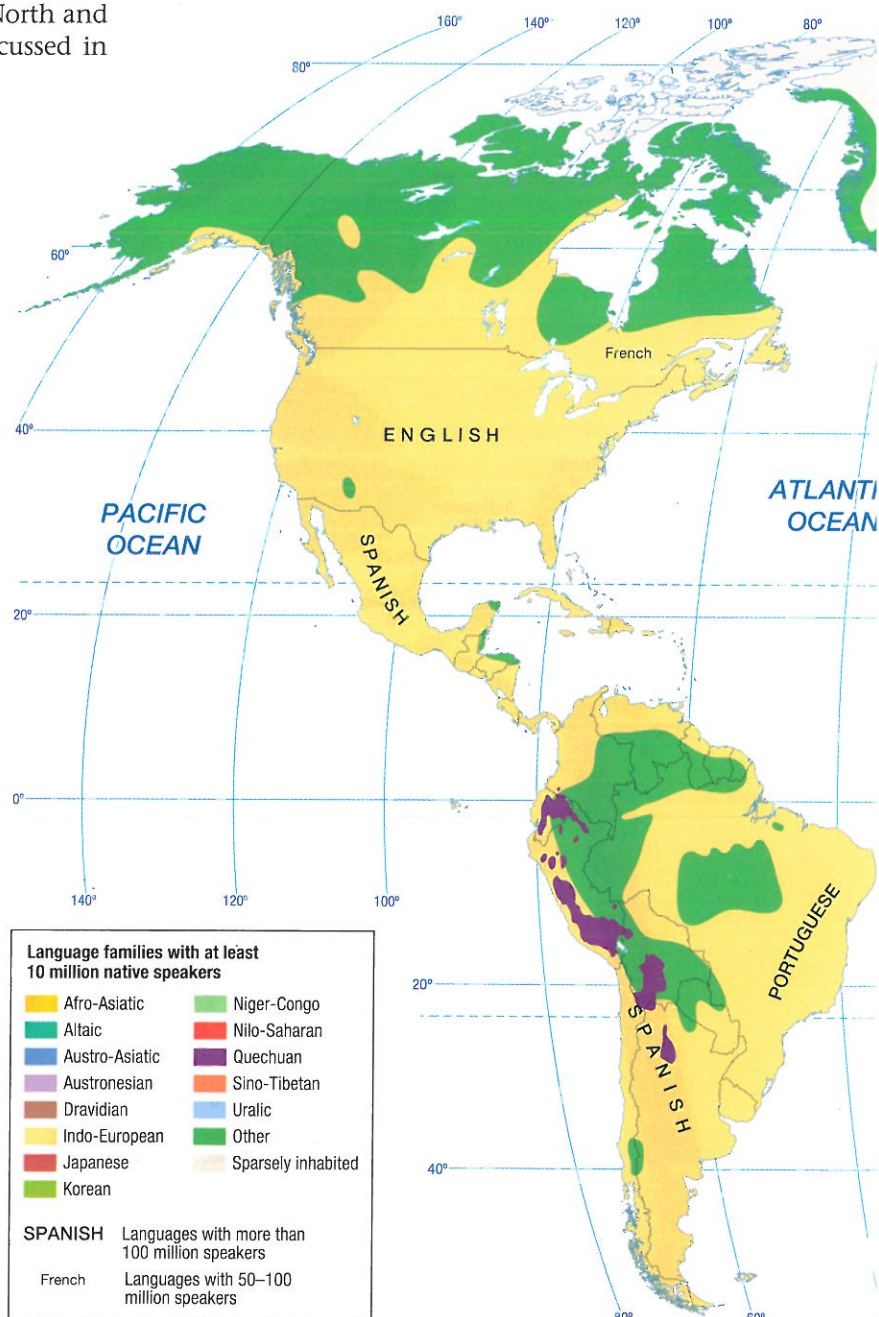 North and
cussed in
160°
140°
120°
100°
80°
80°
60°
French
40°
ENGLISH
PACIFIC
OCEAN
ATLANTI
OCEAN
SPANISH
20°
0°
140°
120°
100°
PORTUGUESE
20°
SPANISH
40°
80°
60°
Language families with at least
10 million native speakers
Afro-Asiatic
Altaic
Austro-Asiatic
Austronesian
Dravidian
Indo-European
Japanese
Korean
Niger-Congo
Nilo-Saharan
Quechuan
Sino-Tibetan
Uralic
Other
Sparsely inhabited
SPANISH Languages with more than
100 million speakers
French Languages with 50–100
million speakers